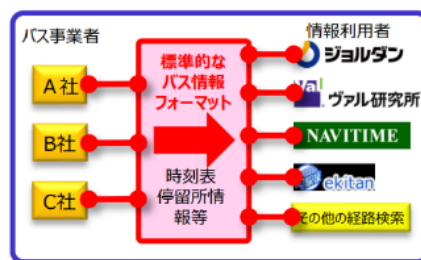 バス事業者
情報利用者
A社
B社
C社
標準的な
バス情報
フォーマット
時刻表
停留所情
報等
ジョルダン
Val
ヴァル研究所
NAVITIME
ekitan
その他の経路検索